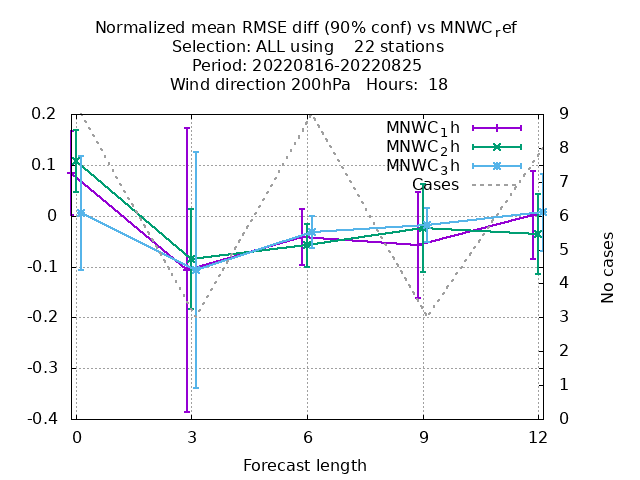 Normalized mean RMSE diff (90% conf) vs MNWC_ref
Selection: ALL using    22 stations
Period: 20220816-20220825
Wind direction 200hPa   Hours:  18
MNWC_1h
MNWC_2h
MNWC_3h
Cases
0.2
0.1
0
-0.1
-0.2
-0.3
-0.4
9
8
7
6
5
4
3
2
1
0
No cases
0 3 6 9 12
Forecast length